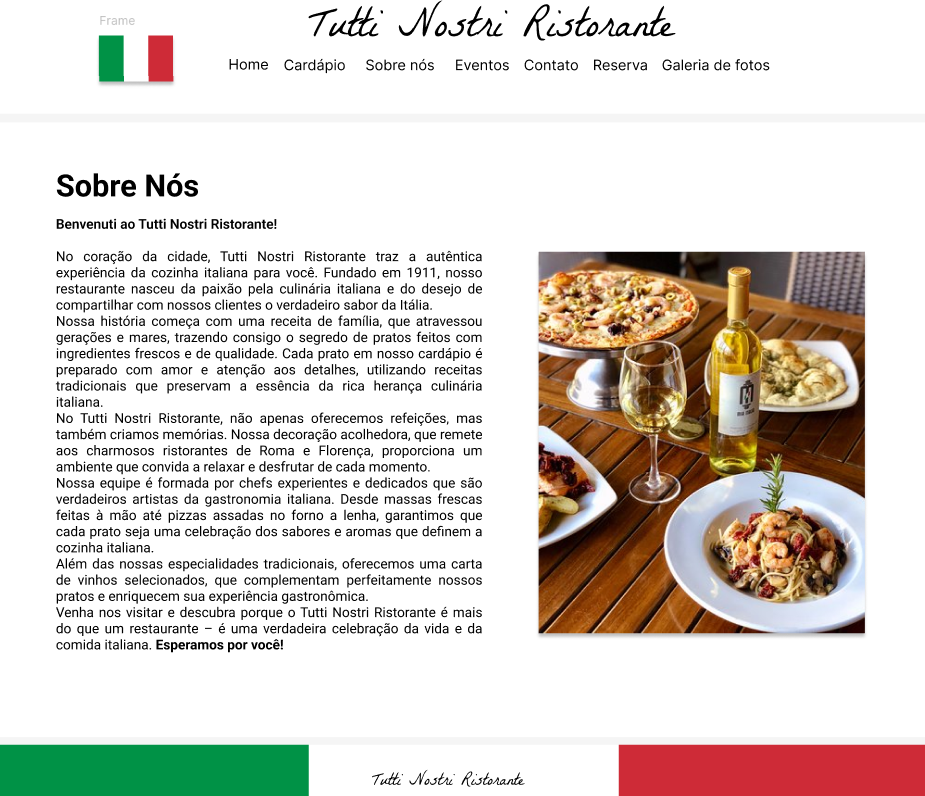 Frame
Tutti Nostri Ristorante
Home Cardápio Sobre nós Eventos Contato Reserva Galeria de fotos
Sobre Nós
Benvenuti ao Tutti Nostri Ristorante!
No coração da cidade, Tutti Nostri Ristorante traz a autêntica
experiência da cozinha italiana para você. Fundado em 1911, nosso
restaurante nasceu da paixão pela culinária italiana e do desejo de
compartilhar com nossos clientes o verdadeiro sabor da Itália.
Nossa história começa com uma receita de família, que atravessou
gerações e mares, trazendo consigo o segredo de pratos feitos com
ingredientes frescos e de qualidade. Cada prato em nosso cardápio é
preparado com amor e atenção aos detalhes, utilizando receitas
tradicionais que preservam a essência da rica herança culinária
italiana.
No Tutti Nostri Ristorante, não apenas oferecemos refeições, mas
também criamos memórias. Nossa decoração acolhedora, que remete
aos charmosos ristorantes de Roma e Florença, proporciona um
ambiente que convida a relaxar e desfrutar de cada momento.
Nossa equipe é formada por chefs experientes e dedicados que são
verdadeiros artistas da gastronomia italiana. Desde massas frescas
feitas à mão até pizzas assadas no forno a lenha, garantimos que
cada prato seja uma celebração dos sabores e aromas que definem a
cozinha italiana.
Além das nossas especialidades tradicionais, oferecemos uma carta
de vinhos selecionados, que complementam perfeitamente nossos
pratos e enriquecem sua experiência gastronômica.
Venha nos visitar e descubra porque o Tutti Nostri Ristorante é mais
do que um restaurante – é uma verdadeira celebração da vida e da
comida italiana. Esperamos por você!
Tutti Nostri Ristorante